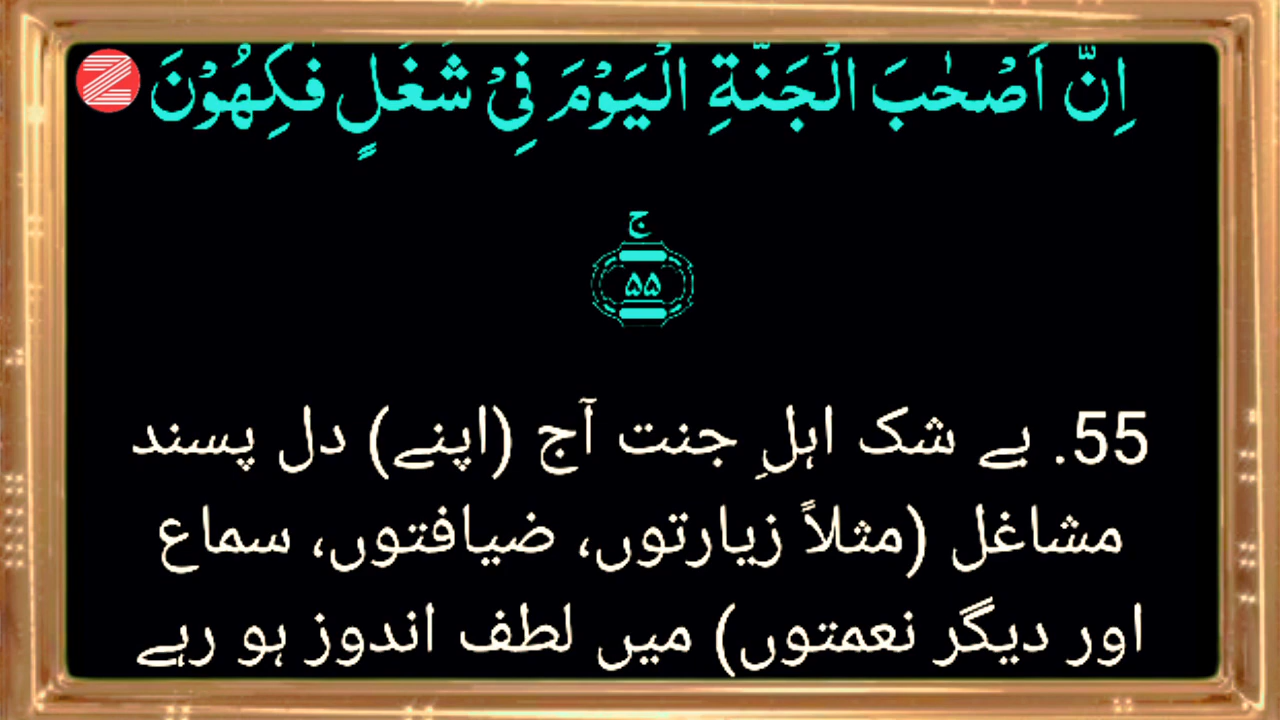 اِنَّ اَصْحٰبَ الْجَنَّةِ الْيَوْمَ فِىْ شُغُلٍ فٰكِهُوْنَ
ج
۵۵
55. بے شک اہلِ جنت آج (اپنے) دل پسند
مشاغل (مثلاً زیارتوں، ضیافتوں، سماع
اور دیگر نعمتوں) میں لطف اندوز ہو رہے